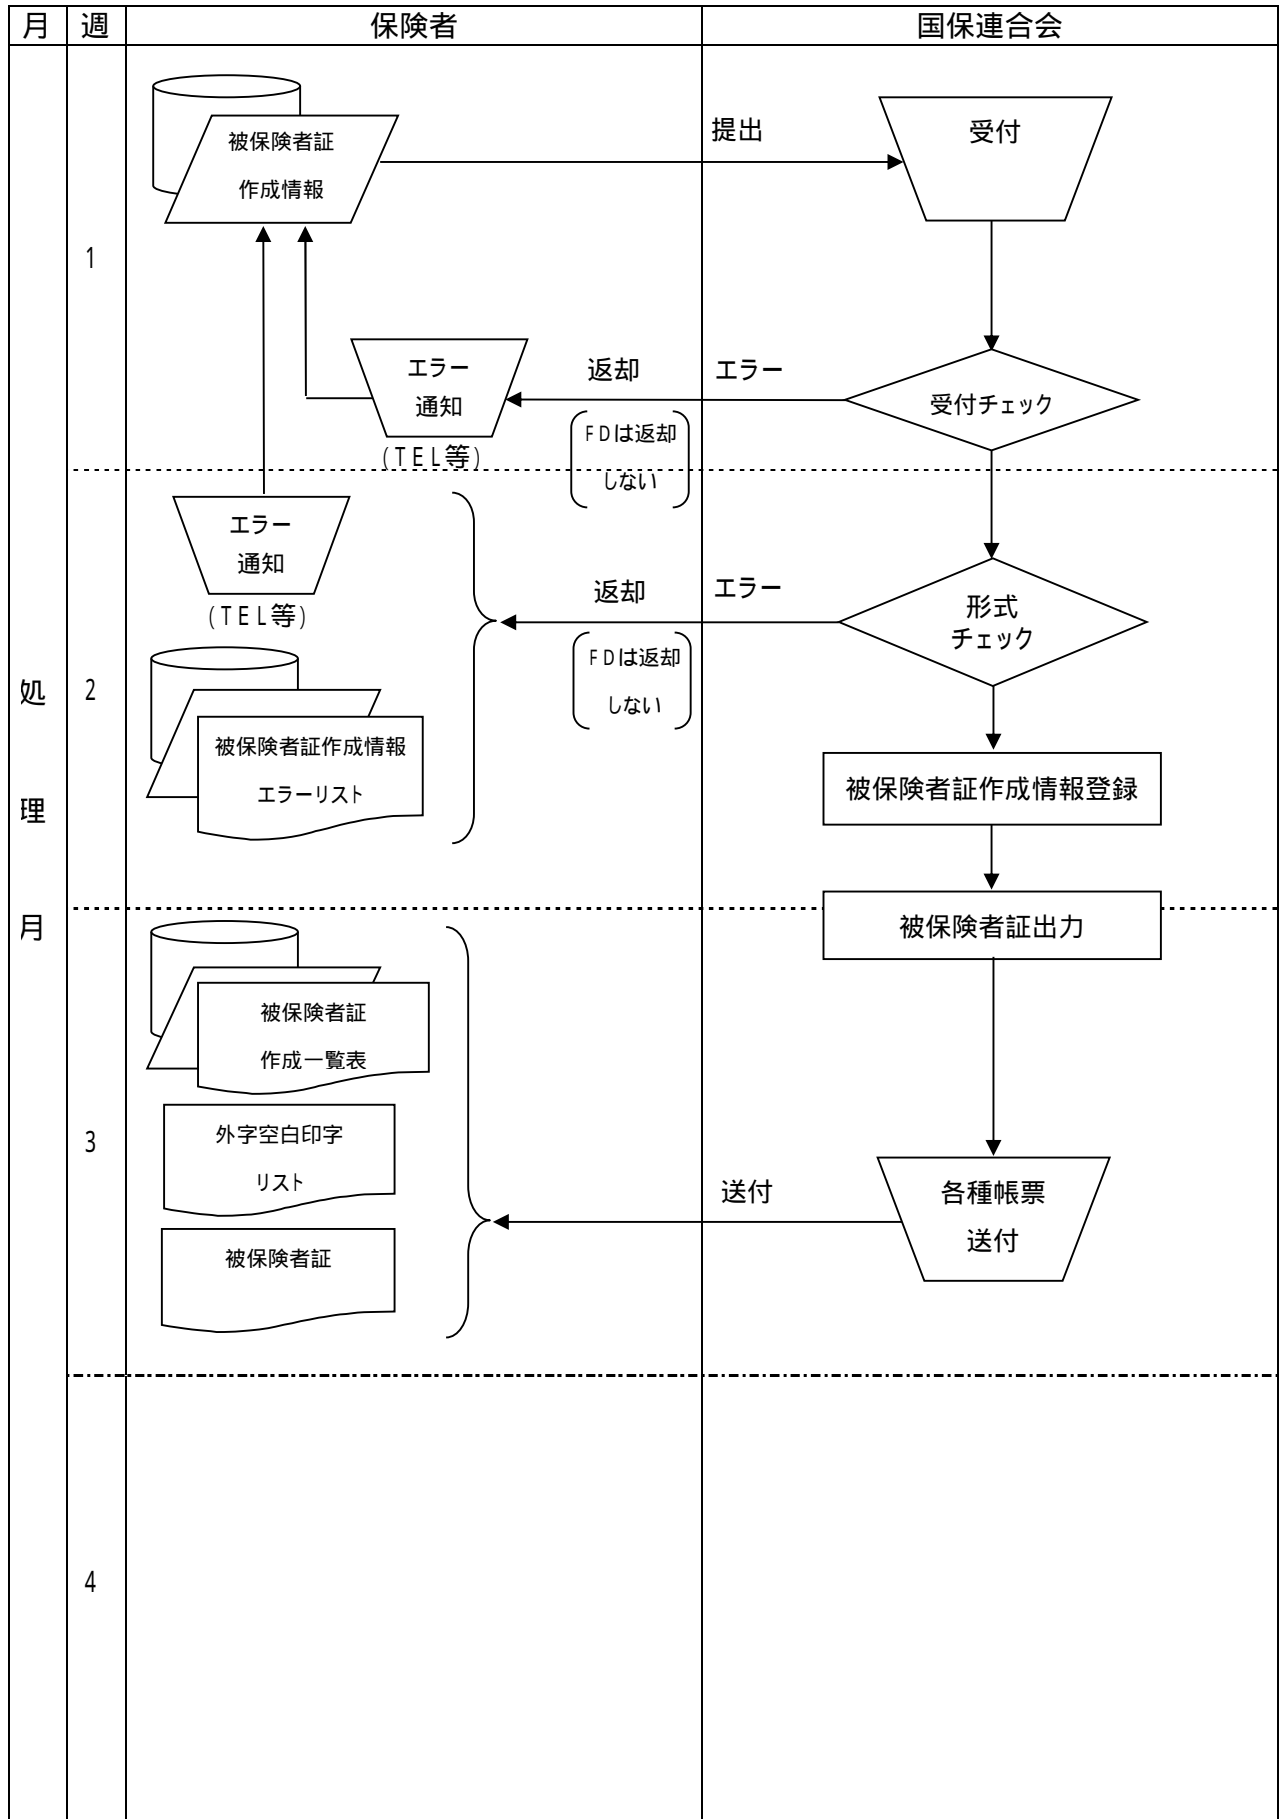 月 週 保険者 国保連合会
被保険者証
作成情報
提出
受付
1
エラー
通知
(TEL等)
返却
エラー
FDは返却
しない
受付チェック
エラー
通知
(TEL等)
返却
エラー
FDは返却
しない
形式
チェック
処
理
月
2
被保険者証作成情報
エラーリスト
被保険者証作成情報登録
被保険者証出力
被保険者証
作成一覧表
3
外字空白印字
リスト
被保険者証
送付
各種帳票
送付
4